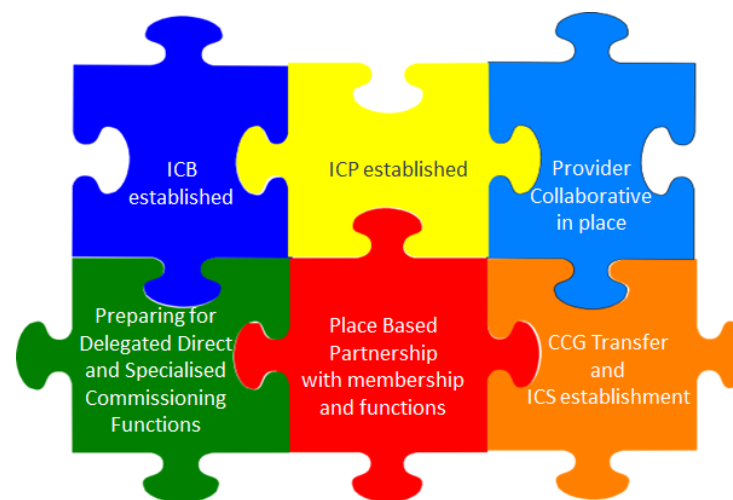 ICB
established
ICP established
Provider
Collaborative
in place
Preparing for
Delegated Direct
and Specialised
Commissioning
Functions
Place Based
Partnership
with membership
and functions
CCG Transfer
and
ICS establishment